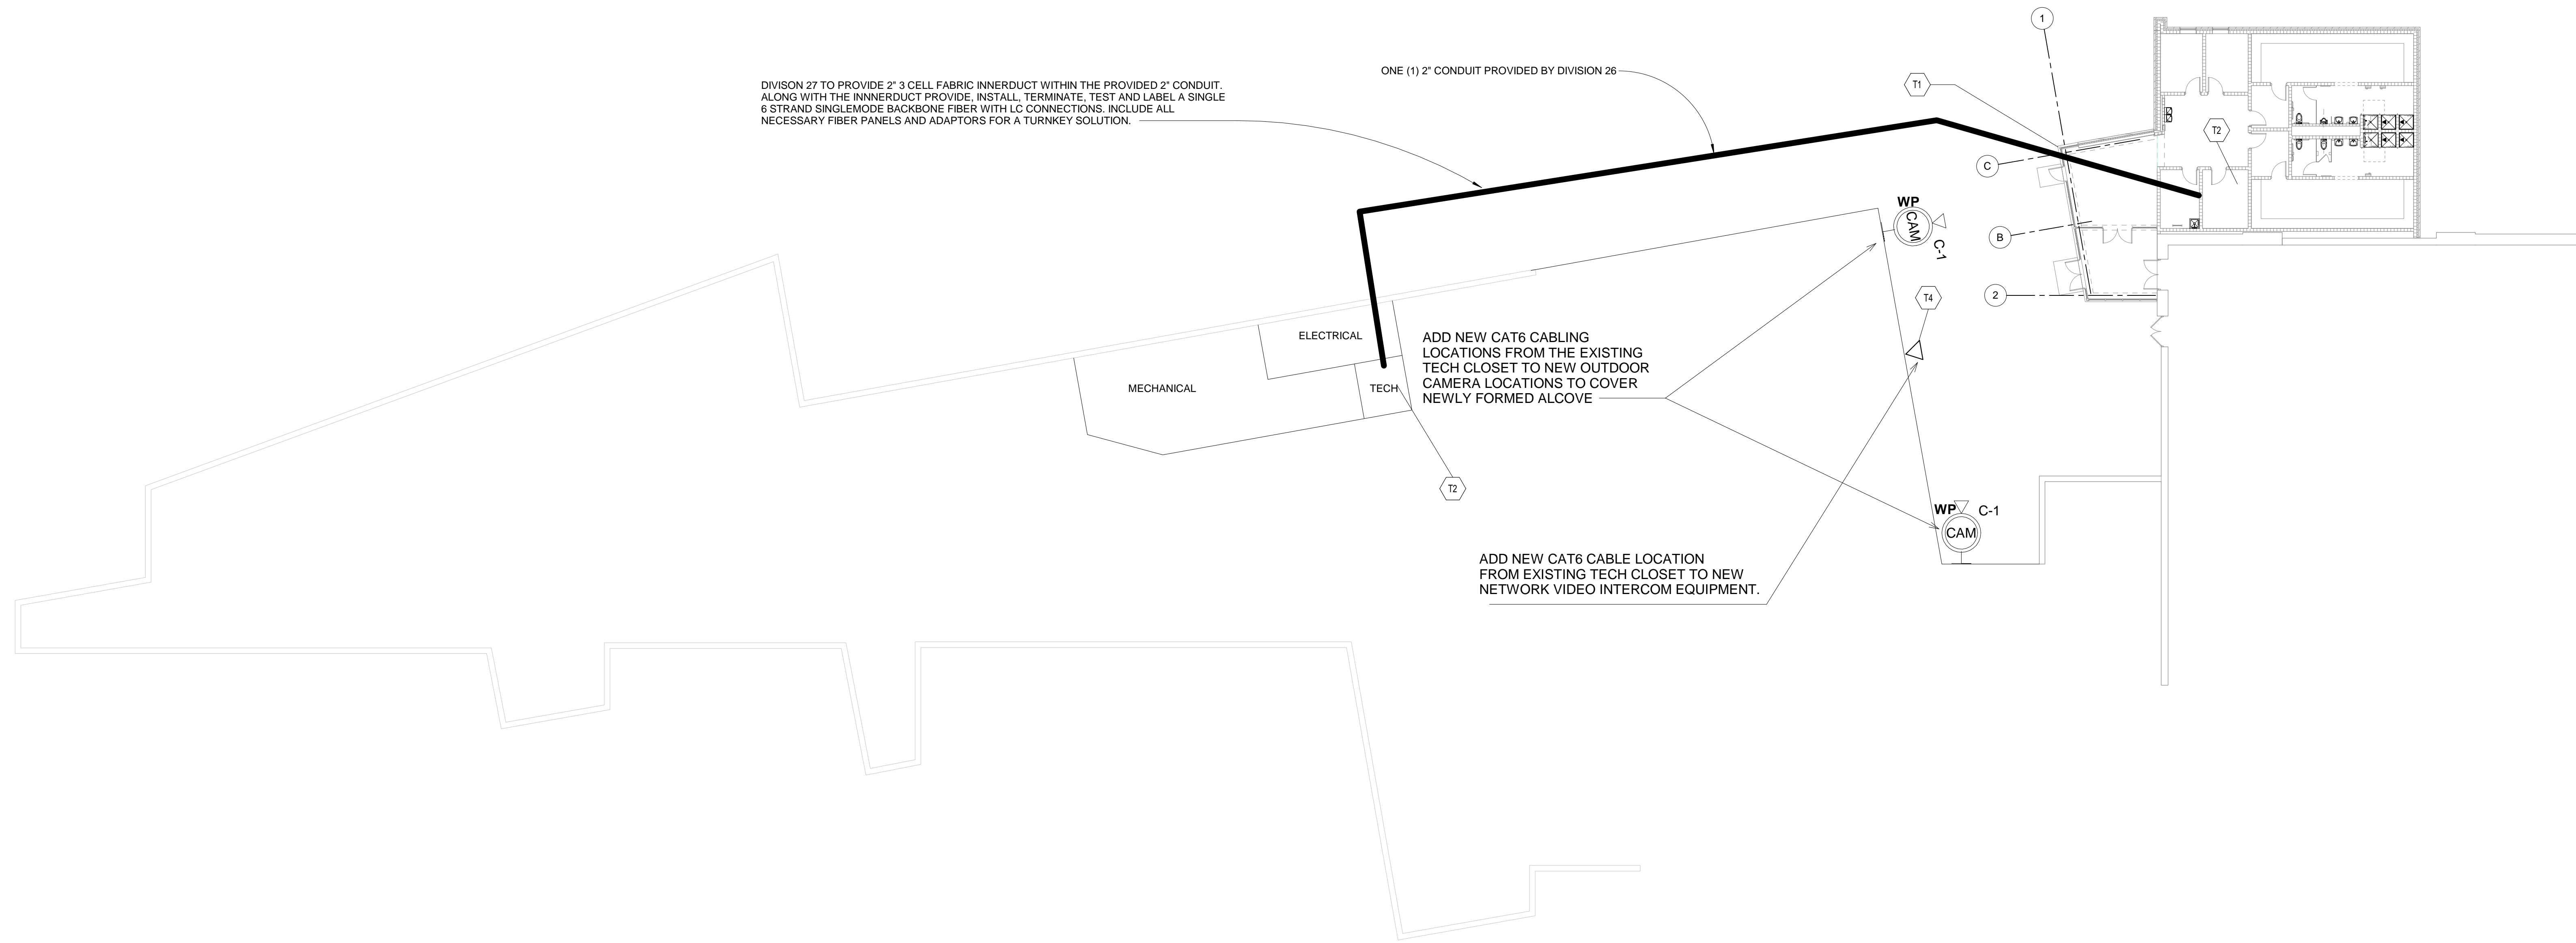 1
ONE (1) 2" CONDUIT PROVIDED BY DIVISION 26
DIVISON 27 TO PROVIDE 2" 3 CELL FABRIC INNERDUCT WITHIN THE PROVIDED 2" CONDUIT.
ALONG WITH THE INNNERDUCT PROVIDE, INSTALL, TERMINATE, TEST AND LABEL A SINGLE
6 STRAND SINGLEMODE BACKBONE FIBER WITH LC CONNECTIONS. INCLUDE ALL
NECESSARY FIBER PANELS AND ADAPTORS FOR A TURNKEY SOLUTION.
T1
T2
C
WP
CAM
C-1
B
2
T4
ELECTRICAL
MECHANICAL
TECH
ADD NEW CAT6 CABLING
LOCATIONS FROM THE EXISTING
TECH CLOSET TO NEW OUTDOOR
CAMERA LOCATIONS TO COVER
NEWLY FORMED ALCOVE
T2
WP
C-1
CAM
ADD NEW CAT6 CABLE LOCATION
FROM EXISTING TECH CLOSET TO NEW
NETWORK VIDEO INTERCOM EQUIPMENT.